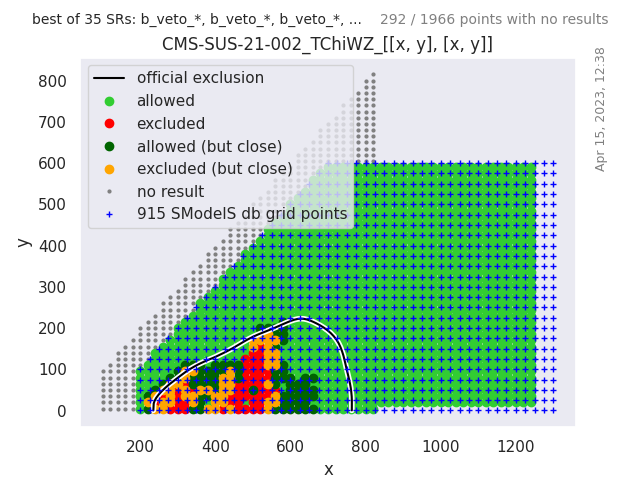 best of 35 SRs: b_veto_*, b_veto_*, b_veto_*, ...    292 / 1966 points with no results
CMS-SUS-21-002_TChiWZ_[[x, y], [x, y]]
official exclusion
allowed
excluded
allowed (but close)
excluded (but close)
no result
915 SModelS db grid points
Apr 15, 2023, 12:38
800
700
600
500
400
300
200
100
0
y
200 400 600 800 1000 1200
x